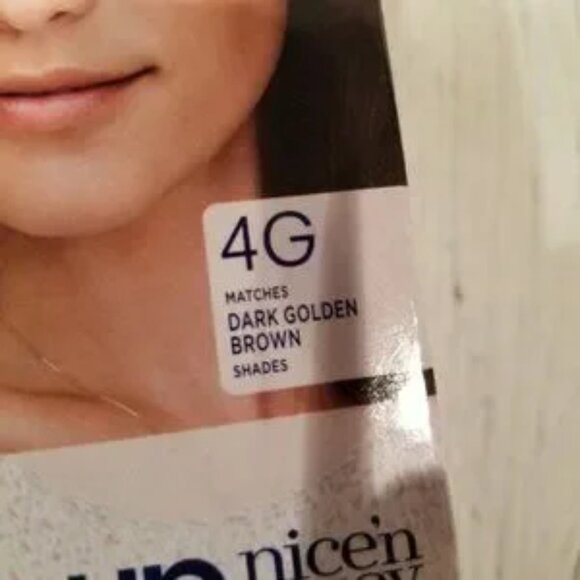 4G
MATCHES
DARK GOLDEN
BROWN
SHADES
nice'n